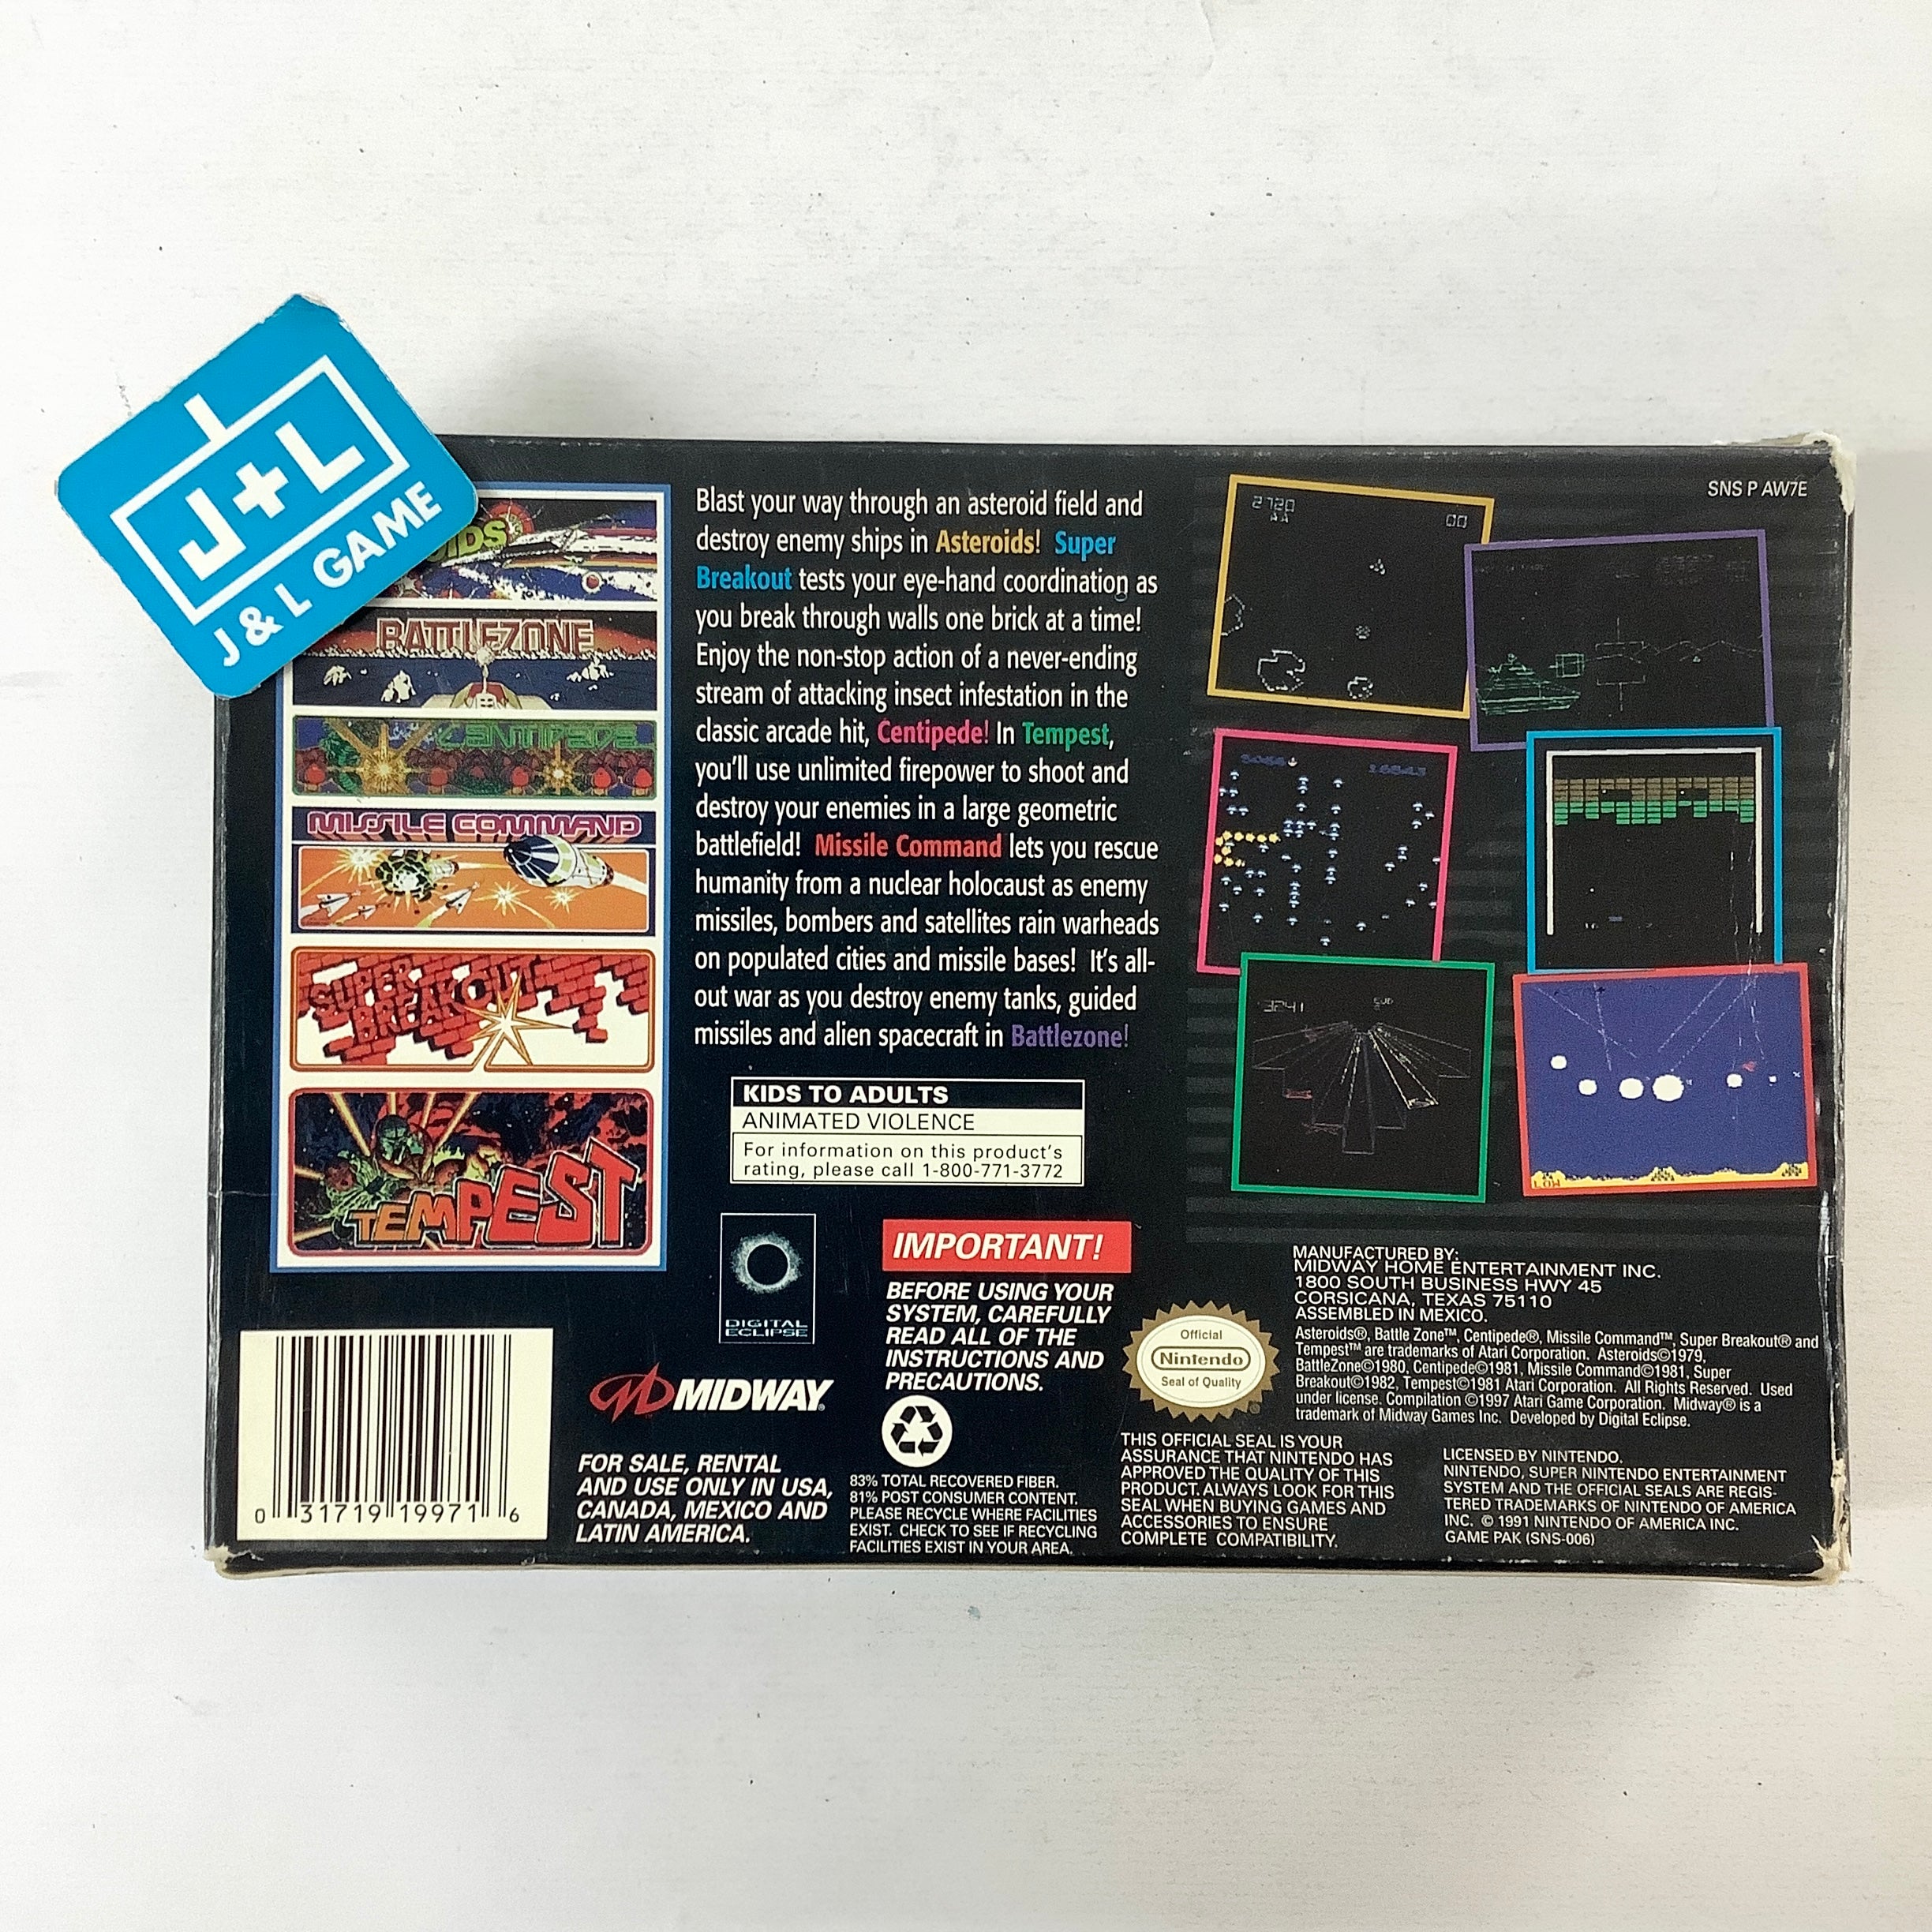 J+L
J & L GAME
OIDS
BATTLEZONE
CENTIPEDE
MISSILE COMMAND
SUPER
BREAKOUT
TEMPEST
Blast your way through an asteroid field and
destroy enemy ships in Asteroids! Super
Breakout tests your eye-hand coordination as
you break through walls one brick at a time!
Enjoy the non-stop action of a never-ending
stream of attacking insect infestation in the
classic arcade hit, Centipede! In Tempest,
you'll use unlimited firepower to shoot and
destroy your enemies in a large geometric
battlefield! Missile Command lets you rescue
humanity from a nuclear holocaust as enemy
missiles, bombers and satellites rain warheads
on populated cities and missile bases! It's all-
out war as you destroy enemy tanks, guided
missiles and alien spacecraft in Battlezone!
KIDS TO ADULTS
ANIMATED VIOLENCE
For information on this product's
rating, please call 1-800-771-3772
SNS P AW7E
2720
00
3241
LOW
DIGITAL
ECLIPSE
IMPORTANT!
BEFORE USING YOUR
SYSTEM, CAREFULLY
READ ALL OF THE
INSTRUCTIONS AND
PRECAUTIONS.
0 31719 19971 6
MIDWAY®
FOR SALE, RENTAL
AND USE ONLY IN USA,
CANADA, MEXICO AND
LATIN AMERICA.
83% TOTAL RECOVERED FIBER.
81% POST CONSUMER CONTENT.
PLEASE RECYCLE WHERE FACILITIES
EXIST. CHECK TO SEE IF RECYCLING
FACILITIES EXIST IN YOUR AREA.
Official
Nintendo
Seal of Quality
THIS OFFICIAL SEAL IS YOUR
ASSURANCE THAT NINTENDO HAS
APPROVED THE QUALITY OF THIS
PRODUCT. ALWAYS LOOK FOR THIS
SEAL WHEN BUYING GAMES AND
ACCESSORIES TO ENSURE
COMPLETE COMPATIBILITY.
MANUFACTURED BY:
MIDWAY HOME ENTERTAINMENT INC.
1800 SOUTH BUSINESS HWY 45
CORSICANA, TEXAS 75110
ASSEMBLED IN MEXICO.
Asteroids®, Battle Zone™, Centipede®, Missile Command™, Super Breakout® and
Tempest™ are trademarks of Atari Corporation. Asteroids©1979,
BattleZone©1980, Centipede©1981, Missile Command©1981, Super
Breakout©1982, Tempest©1981 Atari Corporation. All Rights Reserved. Used
under license. Compilation ©1997 Atari Game Corporation. Midway® is a
trademark of Midway Games Inc. Developed by Digital Eclipse.
LICENSED BY NINTENDO.
NINTENDO, SUPER NINTENDO ENTERTAINMENT
SYSTEM AND THE OFFICIAL SEALS ARE REGIS-
TERED TRADEMARKS OF NINTENDO OF AMERICA
INC. © 1991 NINTENDO OF AMERICA INC.
GAME PAK (SNS-006)